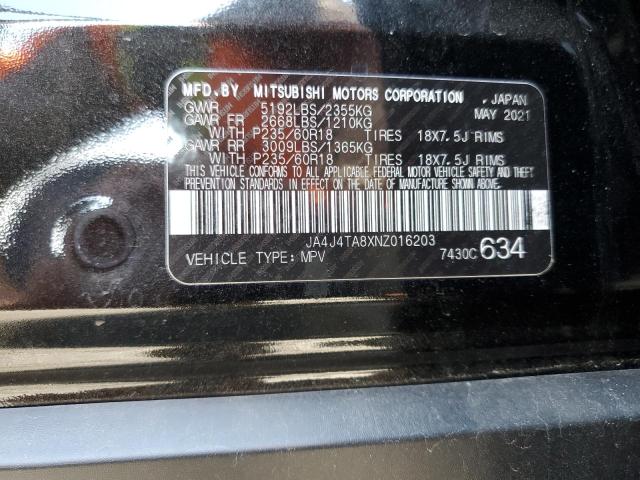 MFD. BY MITSUBISHI MOTORS CORPORATION , JAPAN
GVWR 5192LBS/2355KG MAY 2021
GAWR FR 2668LBS/1210KG
WITH P235/60R18 TIRES 18X7.5J RIMS
GAWR RR 3009LBS/1365KG
WITH P235/60R18 TIRES 18X7.5J RIMS
THIS VEHICLE CONFORMS TO ALL APPLICABLE FEDERAL MOTOR VEHICLE SAFETY AND THEFT
PREVENTION STANDARDS IN EFFECT ON THE DATE OF MANUFACTURE SHOWN ABOVE.
JA4J4TA8XNZ016203
VEHICLE TYPE: MPV 7430C 634